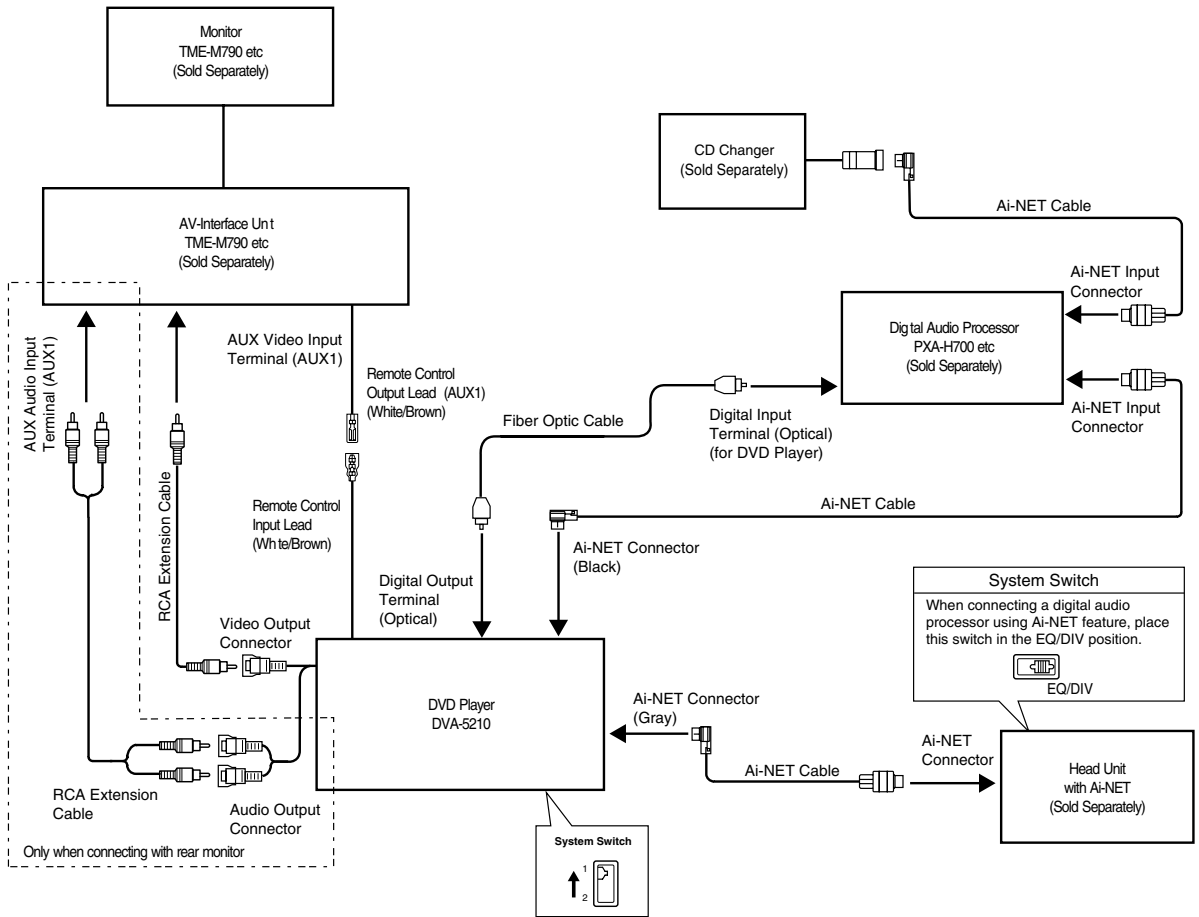 Monitor
TME-M790 etc
(Sold Separately)
CD Changer
(Sold Separately)
Ai-NET Cable
AV-Interface Un t
TME-M790 etc
(Sold Separately)
Ai-NET Input
Connector
Dig tal Audio Processor
PXA-H700 etc
(Sold Separately)
Ai-NET Input
Connector
AUX Audio Input
Terminal (AUX1)
AUX Video Input
Terminal (AUX1)
Remote Control
Output Lead (AUX1)
(White/Brown)
Fiber Optic Cable
Digital Input
Terminal (Optical)
(for DVD Player)
RCA Extension Cable
Remote Control
Input Lead
(Wh te/Brown)
Ai-NET Cable
Ai-NET Connector
(Black)
Digital Output
Terminal
(Optical)
Video Output
Connector
System Switch
When connecting a digital audio
processor using Ai-NET feature, place
this switch in the EQ/DIV position.
EQ/DIV
DVD Player
DVA-5210
Ai-NET Connector
(Gray)
Ai-NET Cable
Ai-NET
Connector
Head Unit
with Ai-NET
(Sold Separately)
RCA Extension
Cable
Audio Output
Connector
Only when connecting with rear monitor
System Switch
1
2